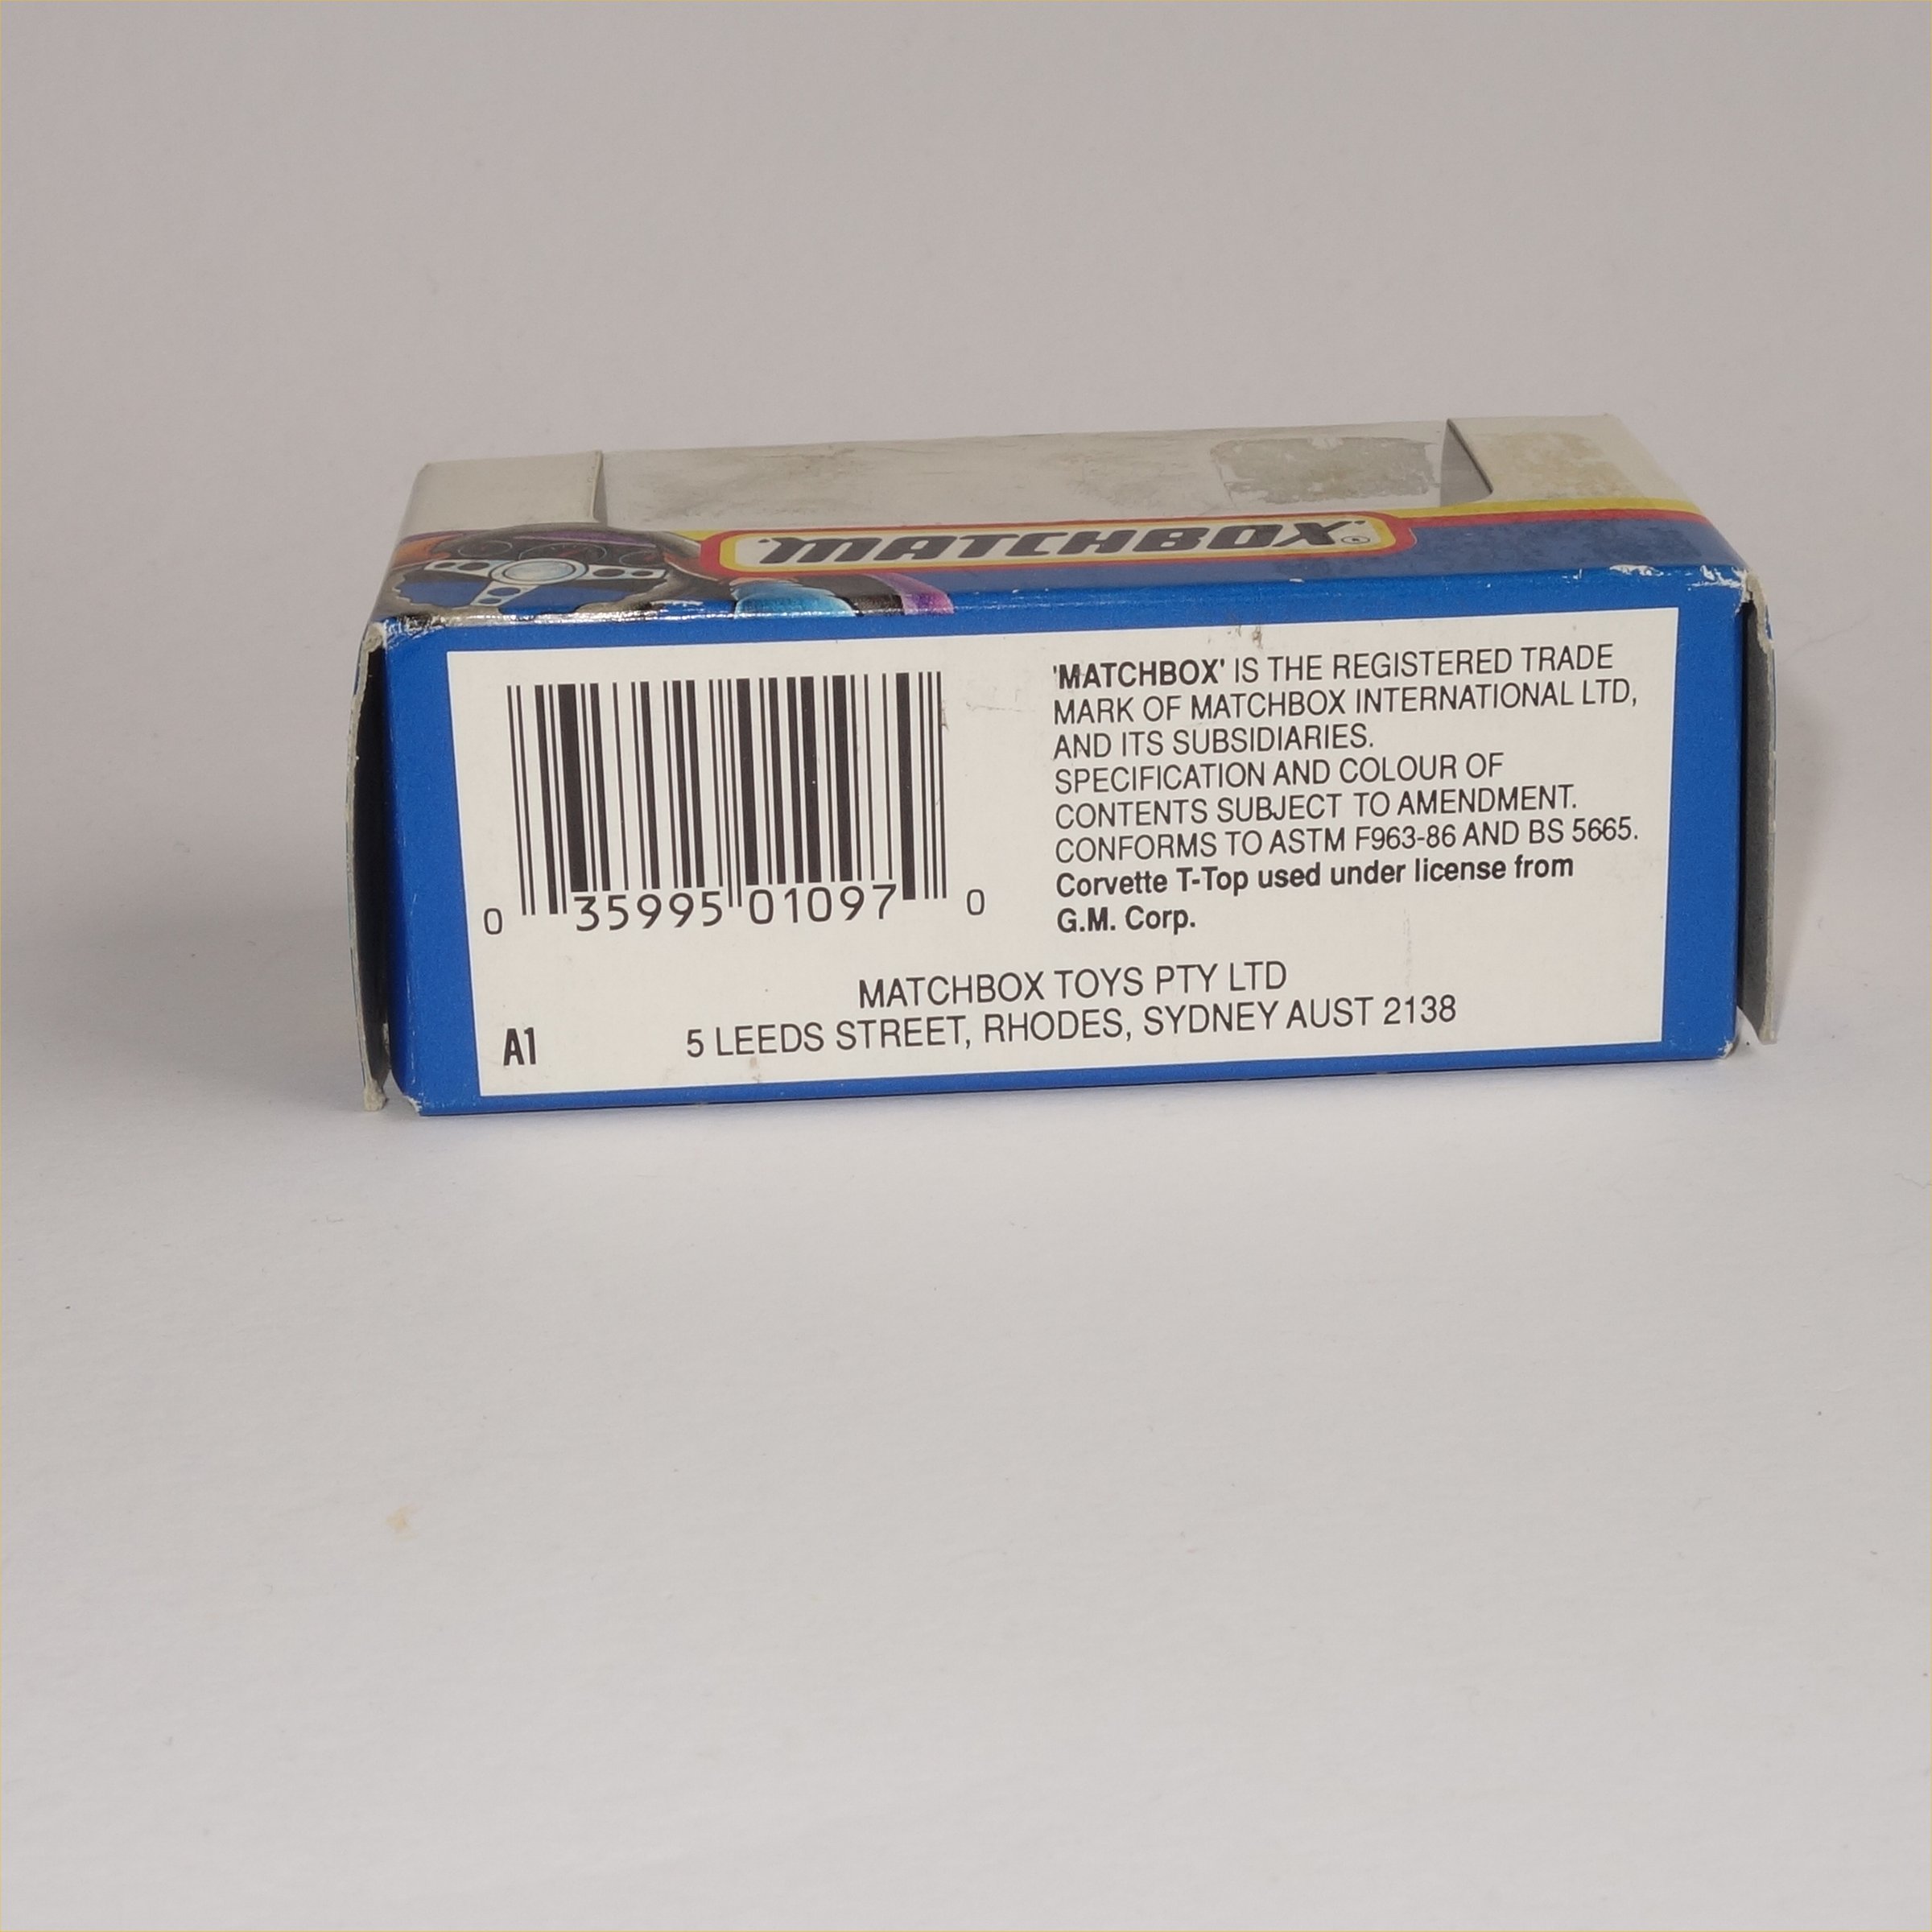 'MATCHBOX'®
0 35995 01097 0
'MATCHBOX' IS THE REGISTERED TRADE
MARK OF MATCHBOX INTERNATIONAL LTD,
AND ITS SUBSIDIARIES.
SPECIFICATION AND COLOUR OF
CONTENTS SUBJECT TO AMENDMENT.
CONFORMS TO ASTM F963-86 AND BS 5665.
Corvette T-Top used under license from
G.M. Corp.
MATCHBOX TOYS PTY LTD
5 LEEDS STREET, RHODES, SYDNEY AUST 2138
A1